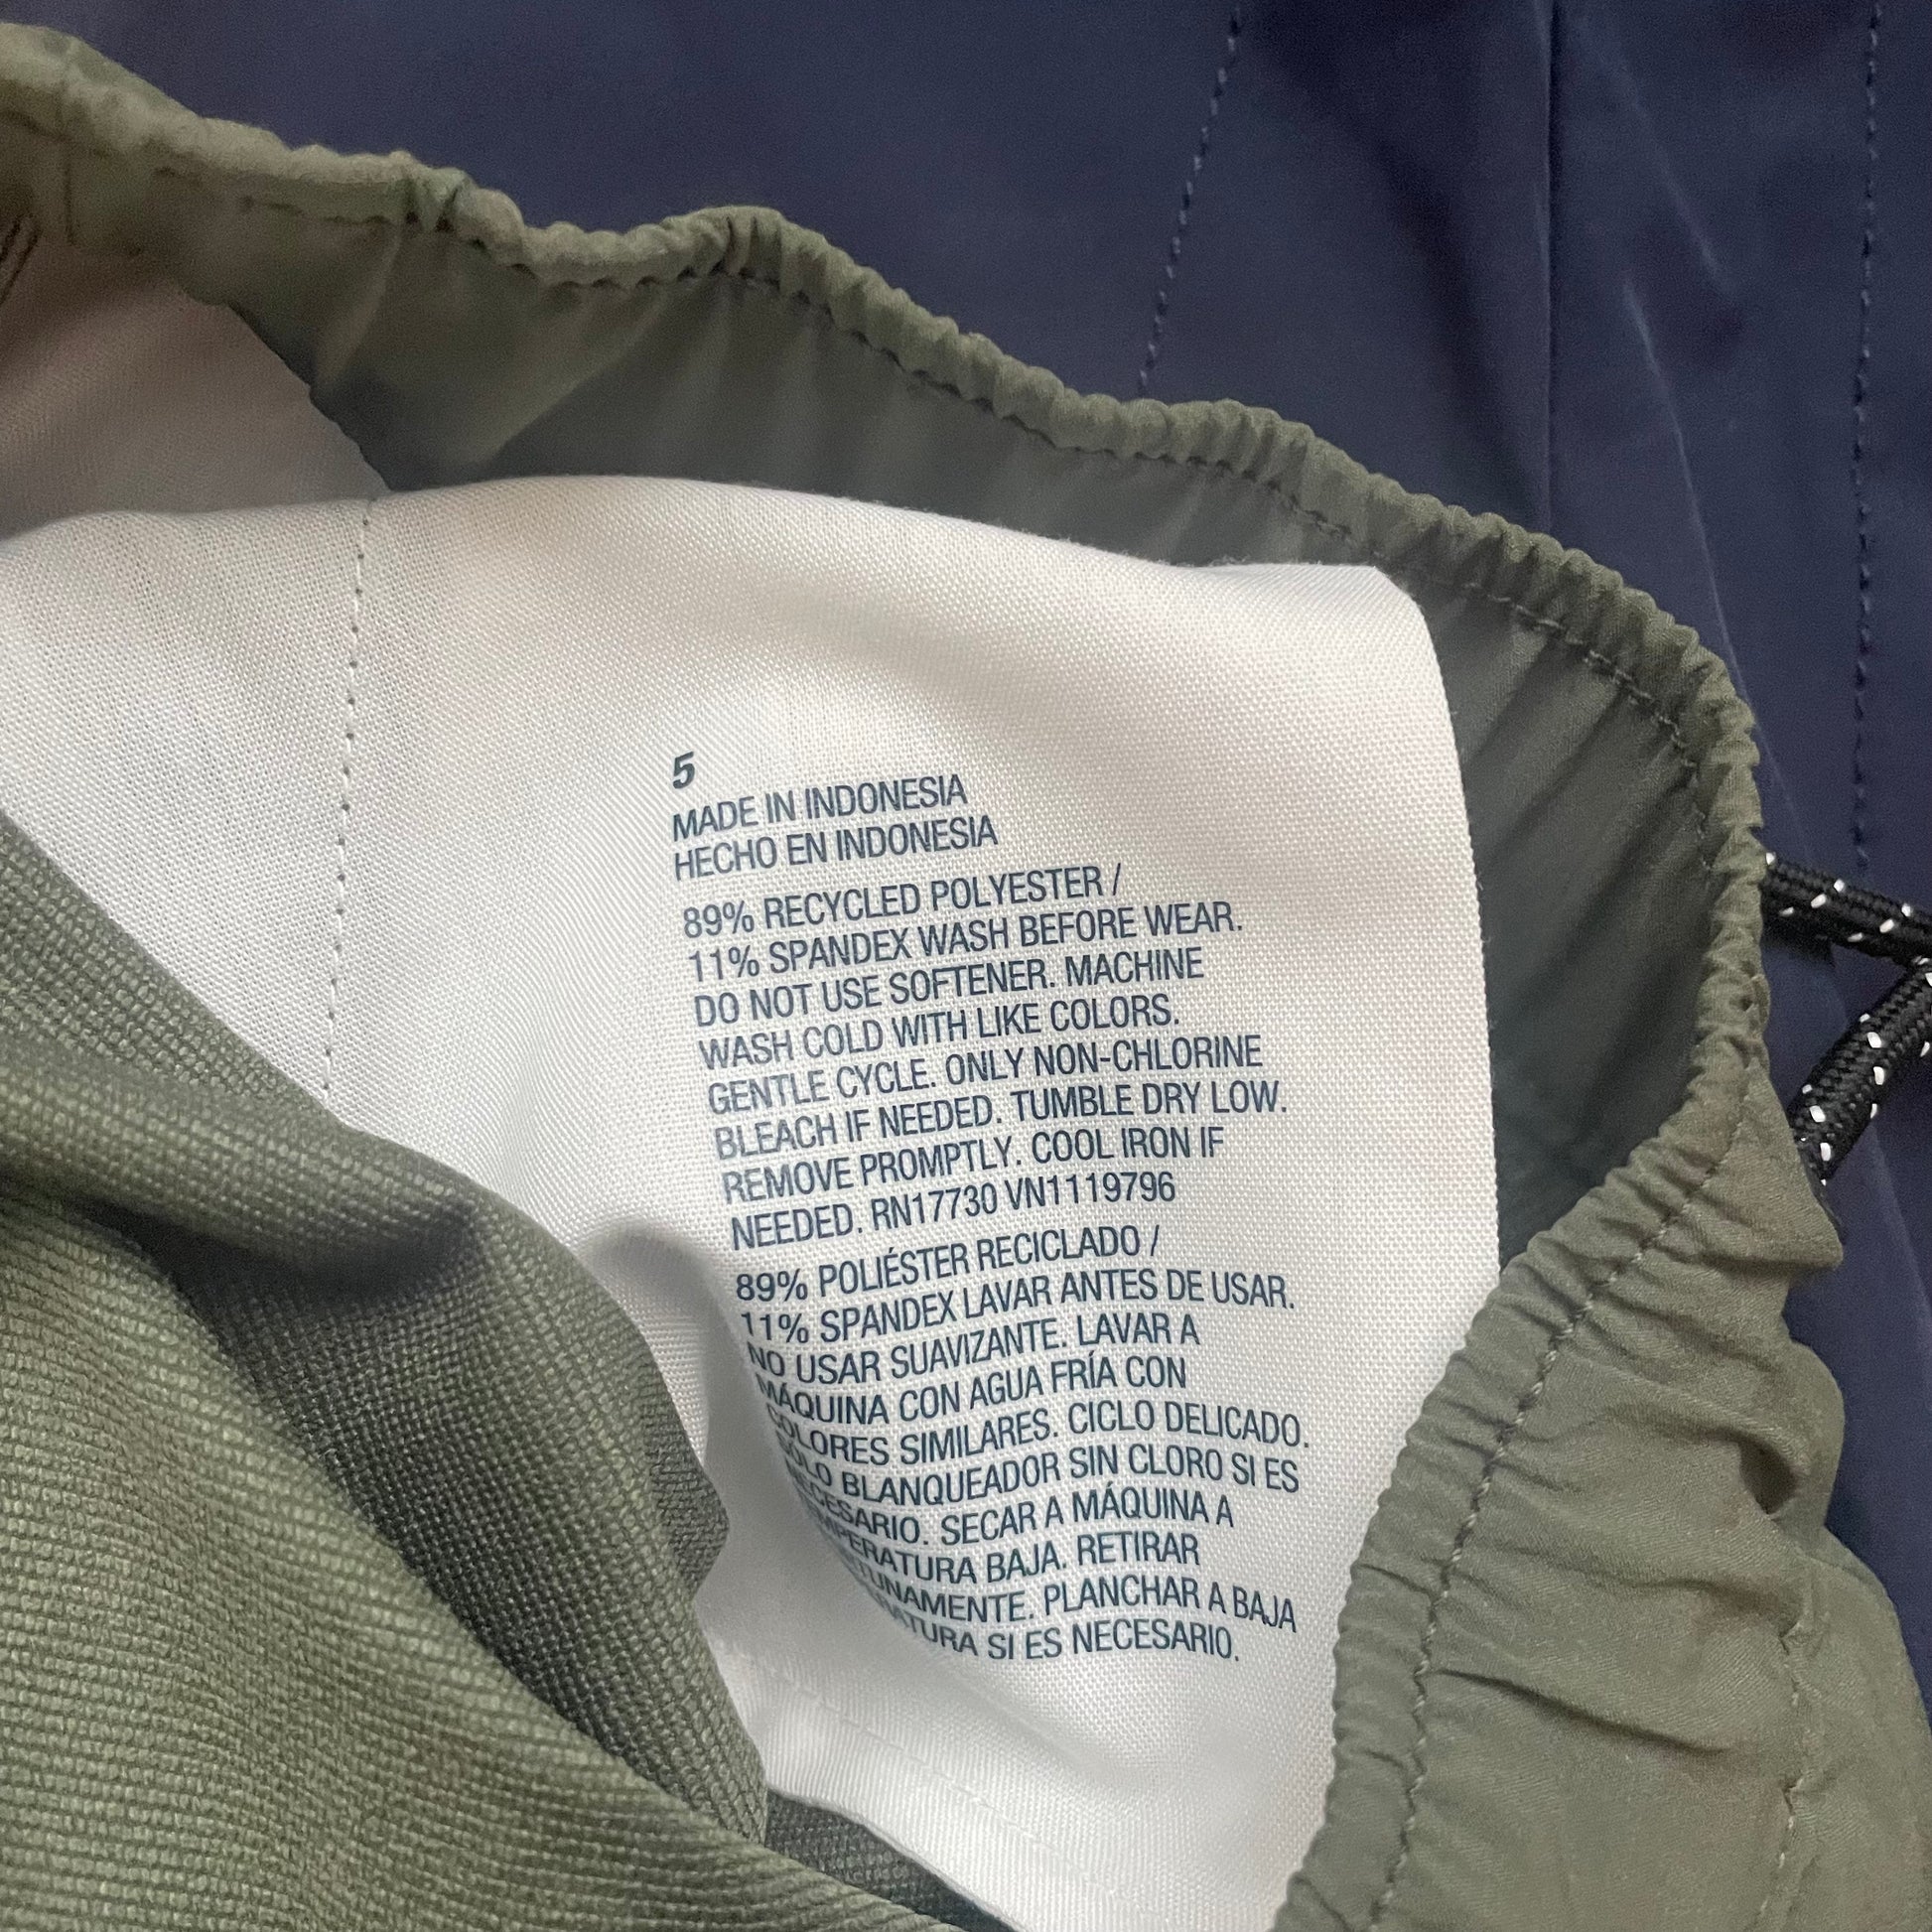 5
MADE IN INDONESIA
HECHO EN INDONESIA
89% RECYCLED POLYESTER /
11% SPANDEX WASH BEFORE WEAR.
DO NOT USE SOFTENER. MACHINE
WASH COLD WITH LIKE COLORS.
GENTLE CYCLE. ONLY NON-CHLORINE
BLEACH IF NEEDED. TUMBLE DRY LOW.
REMOVE PROMPTLY. COOL IRON IF
NEEDED. RN17730 VN1119796
89% POLIÉSTER RECICLADO /
11% SPANDEX LAVAR ANTES DE USAR.
NO USAR SUAVIZANTE. LAVAR A
MÁQUINA CON AGUA FRÍA CON
COLORES SIMILARES. CICLO DELICADO.
SÓLO BLANQUEADOR SIN CLORO SI ES
NECESARIO. SECAR A MÁQUINA A
TEMPERATURA BAJA. RETIRAR
PLANCHAR A BAJA
SI ES NECESARIO.